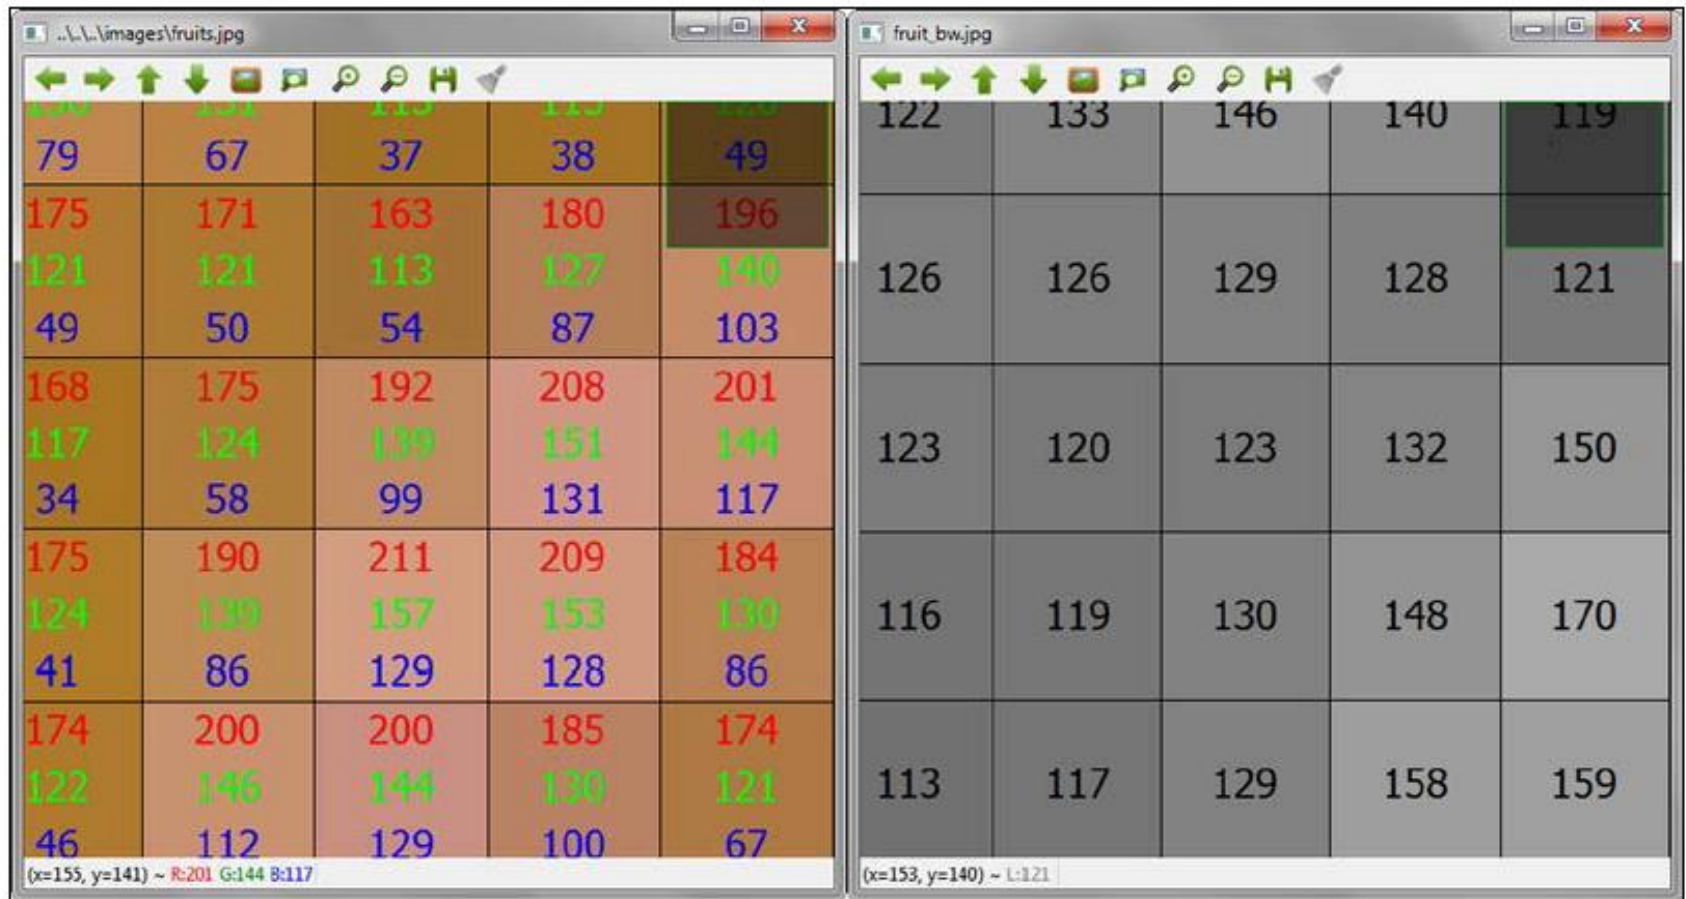 ..\..\..\images\fruits.jpg
79 67 37 38 49
175 171 163 180 196
121 121 113 127 140
49 50 54 87 103
168 175 192 208 201
117 124 139 151 144
34 58 99 131 117
175 190 211 209 184
124 139 157 153 130
41 86 129 128 86
174 200 200 185 174
122 146 144 130 121
46 112 129 100 67
(x=155, y=141) ~ R:201 G:144 B:117
fruit_bw.jpg
122 133 146 140 119
126 126 129 128 121
123 120 123 132 150
116 119 130 148 170
113 117 129 158 159
(x=153, y=140) ~ L:121